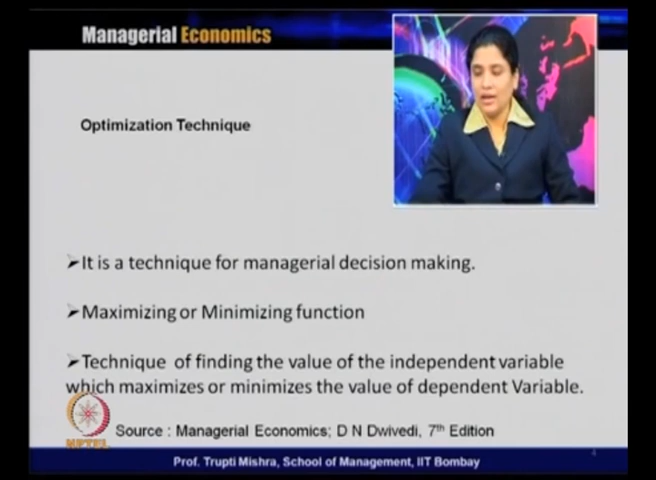 Managerial Economics
Optimization Technique
➤It is a technique for managerial decision making.
➤Maximizing or Minimizing function
➤Technique of finding the value of the independent variable
which maximizes or minimizes the value of dependent Variable.
NPTEL
Source : Managerial Economics; D N Dwivedi, 7th Edition
4
Prof. Trupti Mishra, School of Management, IIT Bombay